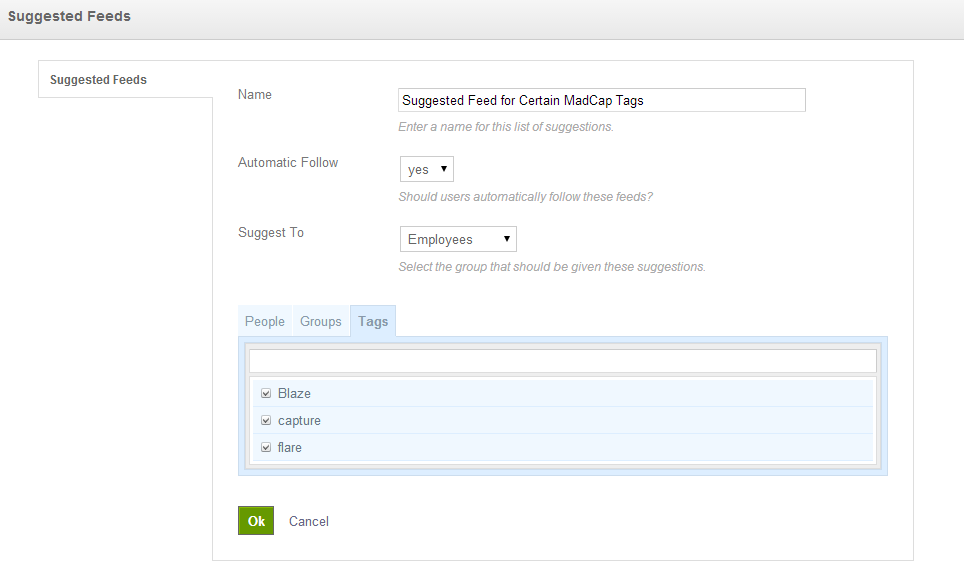 Suggested Feeds
Suggested Feeds
Name
Suggested Feed for Certain MadCap Tags
Enter a name for this list of suggestions.
Automatic Follow
yes
Should users automatically follow these feeds?
Suggest To
Employees
Select the group that should be given these suggestions.
People Groups Tags
Blaze
capture
flare
Ok Cancel